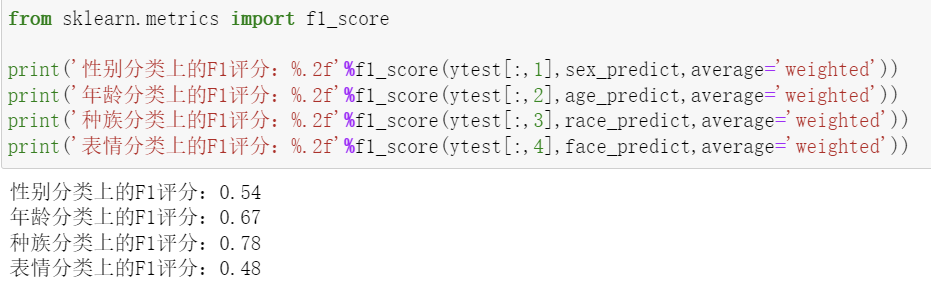 from sklearn.metrics import f1_score
print('性别分类上的F1评分：%.2f'%f1_score(ytest[:,1],sex_predict,average='weighted'))
print('年龄分类上的F1评分：%.2f'%f1_score(ytest[:,2],age_predict,average='weighted'))
print('种族分类上的F1评分：%.2f'%f1_score(ytest[:,3],race_predict,average='weighted'))
print('表情分类上的F1评分：%.2f'%f1_score(ytest[:,4],face_predict,average='weighted'))
性别分类上的F1评分：0.54
年龄分类上的F1评分：0.67
种族分类上的F1评分：0.78
表情分类上的F1评分：0.48